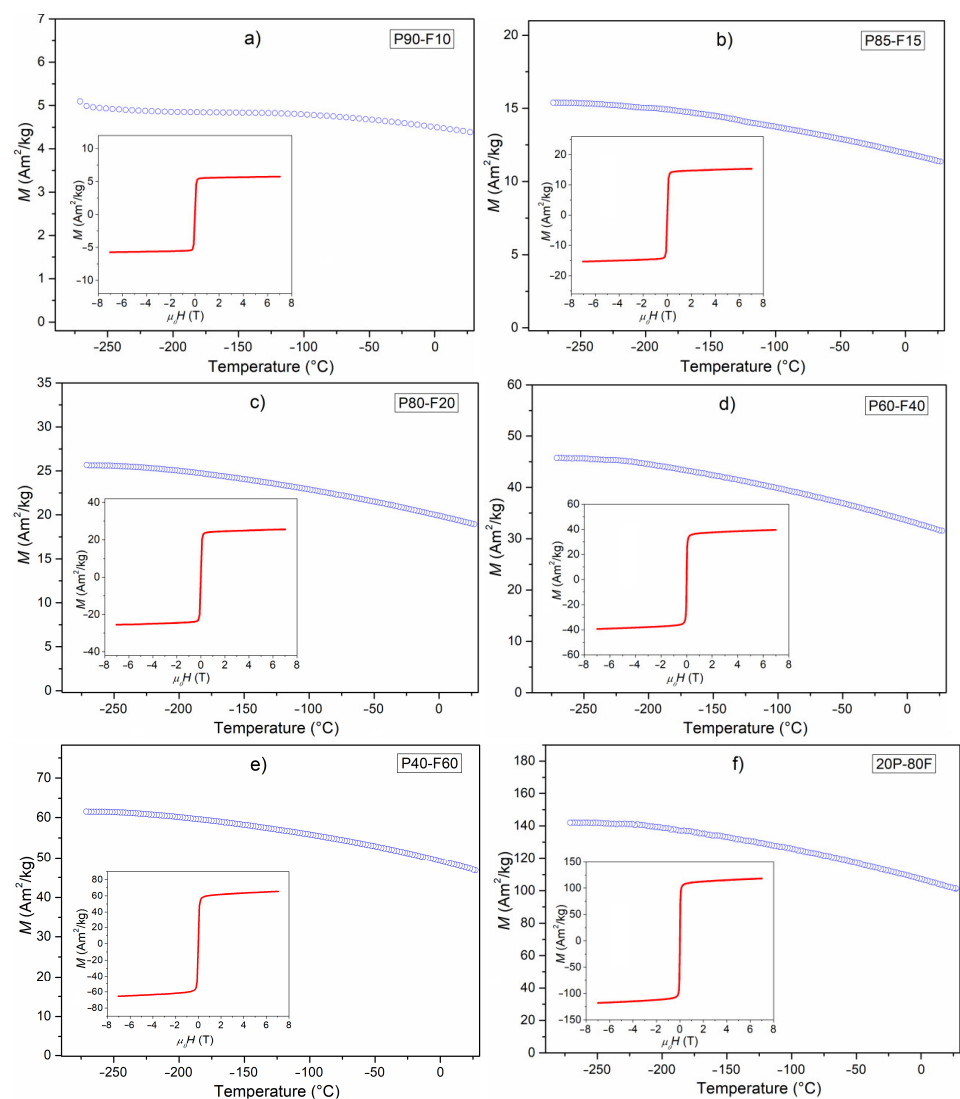 a)
P90-F10
7
6
5
4
3
2
1
0
M (Am²/kg)
10
5
0
−5
−10
M (Am²/kg)
−8 −6 −4 −2 0 2 4 6 8
μ₀H (T)
−250 −200 −150 −100 −50 0
Temperature (°C)
b)
P85-F15
20
15
10
5
0
M (Am²/kg)
20
10
0
−10
−20
M (Am²/kg)
−8 −6 −4 −2 0 2 4 6 8
μ₀H (T)
−250 −200 −150 −100 −50 0
Temperature (°C)
c)
P80-F20
35
30
25
20
15
10
5
0
M (Am²/kg)
40
20
0
−20
−40
M (Am²/kg)
−8 −6 −4 −2 0 2 4 6 8
μ₀H (T)
−250 −200 −150 −100 −50 0
Temperature (°C)
d)
P60-F40
60
50
40
30
20
10
0
M (Am²/kg)
60
40
20
0
−20
−40
−60
M (Am²/kg)
−8 −6 −4 −2 0 2 4 6 8
μ₀H (T)
−250 −200 −150 −100 −50 0
Temperature (°C)
e)
P40-F60
70
60
50
40
30
20
10
0
M (Am²/kg)
80
60
40
20
0
−20
−40
−60
−80
M (Am²/kg)
−8 −6 −4 −2 0 2 4 6 8
μ₀H (T)
−250 −200 −150 −100 −50 0
Temperature (°C)
f)
20P-80F
180
160
140
120
100
80
60
40
20
0
M (Am²/kg)
150
100
50
0
−50
−100
−150
M (Am²/kg)
−8 −6 −4 −2 0 2 4 6 8
μ₀H (T)
−250 −200 −150 −100 −50 0
Temperature (°C)